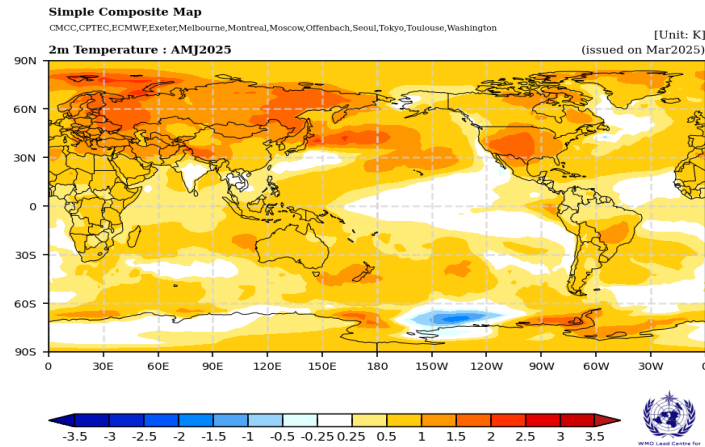 Simple Composite Map
CMCC,CPTEC,ECMWF,Exeter,Melbourne,Montreal,Moscow,Offenbach,Seoul,Tokyo,Toulouse,Washington
[Unit: K]
2m Temperature : AMJ2025
(issued on Mar2025)
90N
60N
30N
0
30S
60S
90S
0 30E 60E 90E 120E 150E 180 150W 120W 90W 60W 30W 0
-3.5 -3 -2.5 -2 -1.5 -1 -0.5 -0.25 0.25 0.5 1 1.5 2 2.5 3 3.5
WMO Lead Centre for